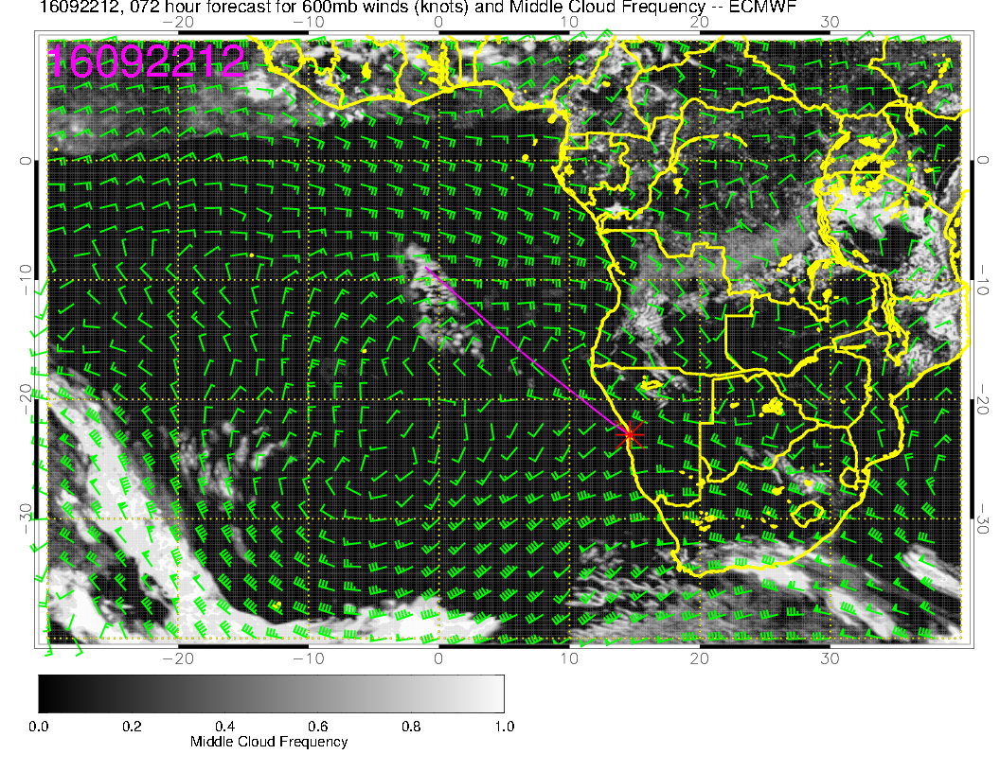 16092212, 072 hour forecast for 600mb winds (knots) and Middle Cloud Frequency -- ECMWF
-20 -10 0 10 20 30
16092212
0 0
-10 -10
-20 -20
-30 -30
-20 -10 0 10 20 30
0.0 0.2 0.4 0.6 0.8 1.0
Middle Cloud Frequency